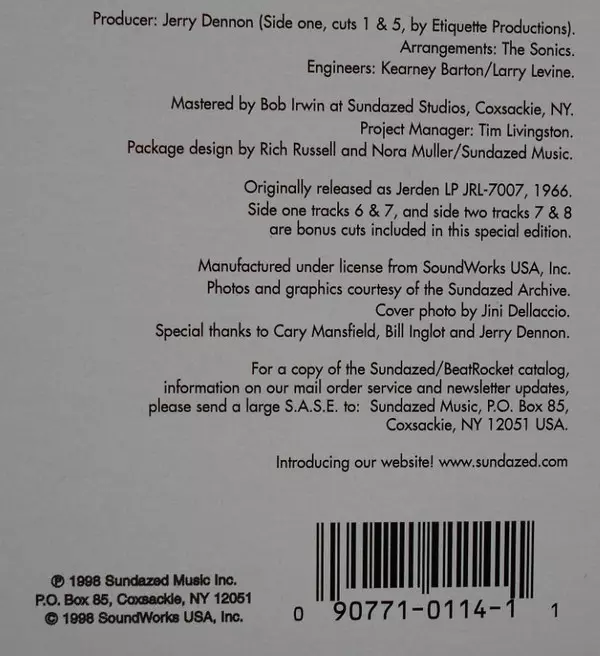 Producer: Jerry Dennon (Side one, cuts 1 & 5, by Etiquette Productions).
Arrangements: The Sonics.
Engineers: Kearney Barton/Larry Levine.
Mastered by Bob Irwin at Sundazed Studios, Coxsackie, NY.
Project Manager: Tim Livingston.
Package design by Rich Russell and Nora Muller/Sundazed Music.
Originally released as Jerden LP JRL-7007, 1966.
Side one tracks 6 & 7, and side two tracks 7 & 8
are bonus cuts included in this special edition.
Manufactured under license from SoundWorks USA, Inc.
Photos and graphics courtesy of the Sundazed Archive.
Cover photo by Jini Dellaccio.
Special thanks to Cary Mansfield, Bill Inglot and Jerry Dennon.
For a copy of the Sundazed/BeatRocket catalog,
information on our mail order service and newsletter updates,
please send a large S.A.S.E. to: Sundazed Music, P.O. Box 85,
Coxsackie, NY 12051 USA.
Introducing our website! www.sundazed.com
℗ 1998 Sundazed Music Inc.
P.O. Box 85, Coxsackie, NY 12051
© 1998 SoundWorks USA, Inc.
0 90771-0114-1 1